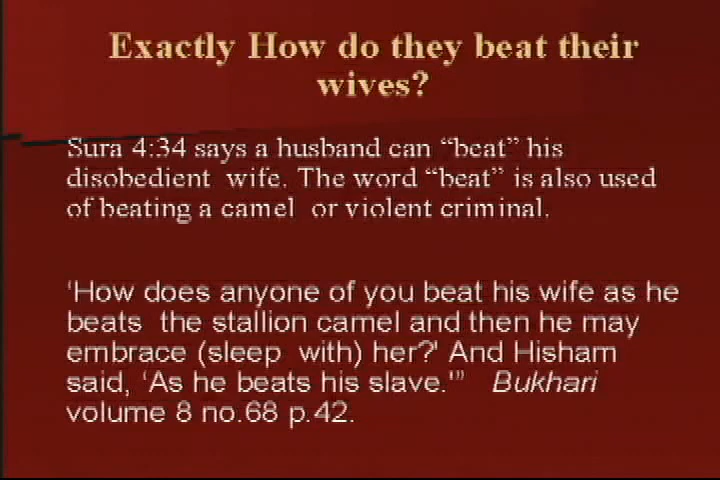 Exactly How do they beat their
wives?
Sura 4:34 says a husband can “beat” his
disobedient wife. The word “beat” is also used
of beating a camel or violent criminal.
‘How does anyone of you beat his wife as he
beats the stallion camel and then he may
embrace (sleep with) her?' And Hisham
said, ‘As he beats his slave.'” Bukhari
volume 8 no.68 p.42.